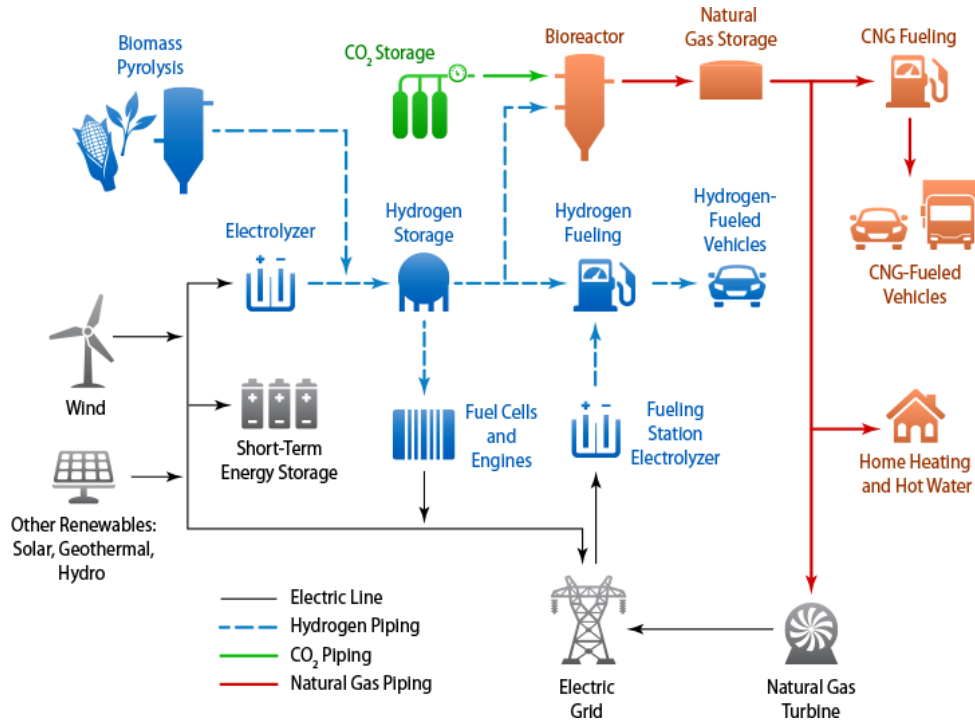 Biomass
Pyrolysis
CO₂ Storage
Bioreactor
Natural
Gas Storage
CNG Fueling
Electrolyzer
Hydrogen
Storage
Hydrogen
Fueling
Hydrogen-
Fueled
Vehicles
CNG-Fueled
Vehicles
Wind
Short-Term
Energy Storage
Fuel Cells
and
Engines
Fueling
Station
Electrolyzer
Home Heating
and Hot Water
Other Renewables:
Solar, Geothermal,
Hydro
Electric Line
Hydrogen Piping
CO₂ Piping
Natural Gas Piping
Electric
Grid
Natural Gas
Turbine